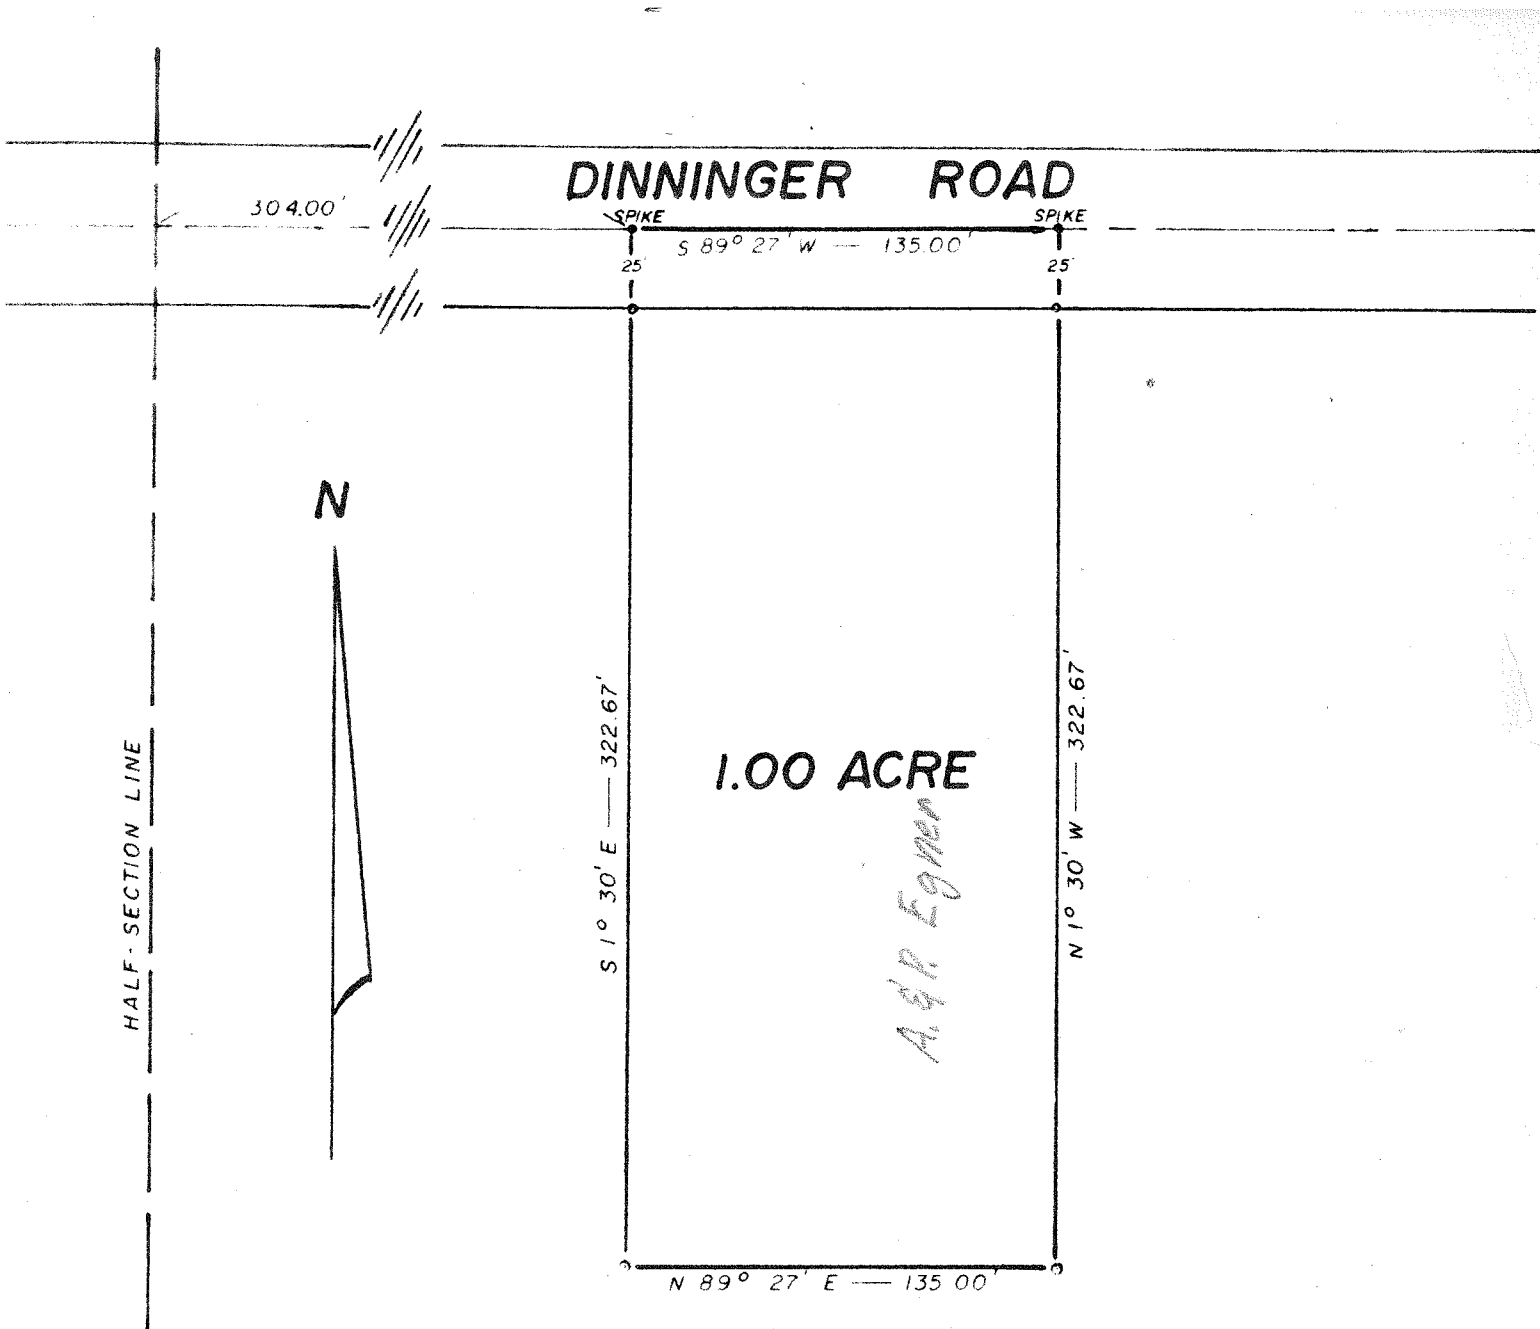 DINNINGER ROAD
304.00'
SPIKE
SPIKE
S 89° 27' W — 135.00'
25'
25'
N
HALF-SECTION LINE
S 1° 30' E — 322.67'
1.00 ACRE
A. & P. Egner
N 1° 30' W — 322.67'
N 89° 27' E — 135 00'